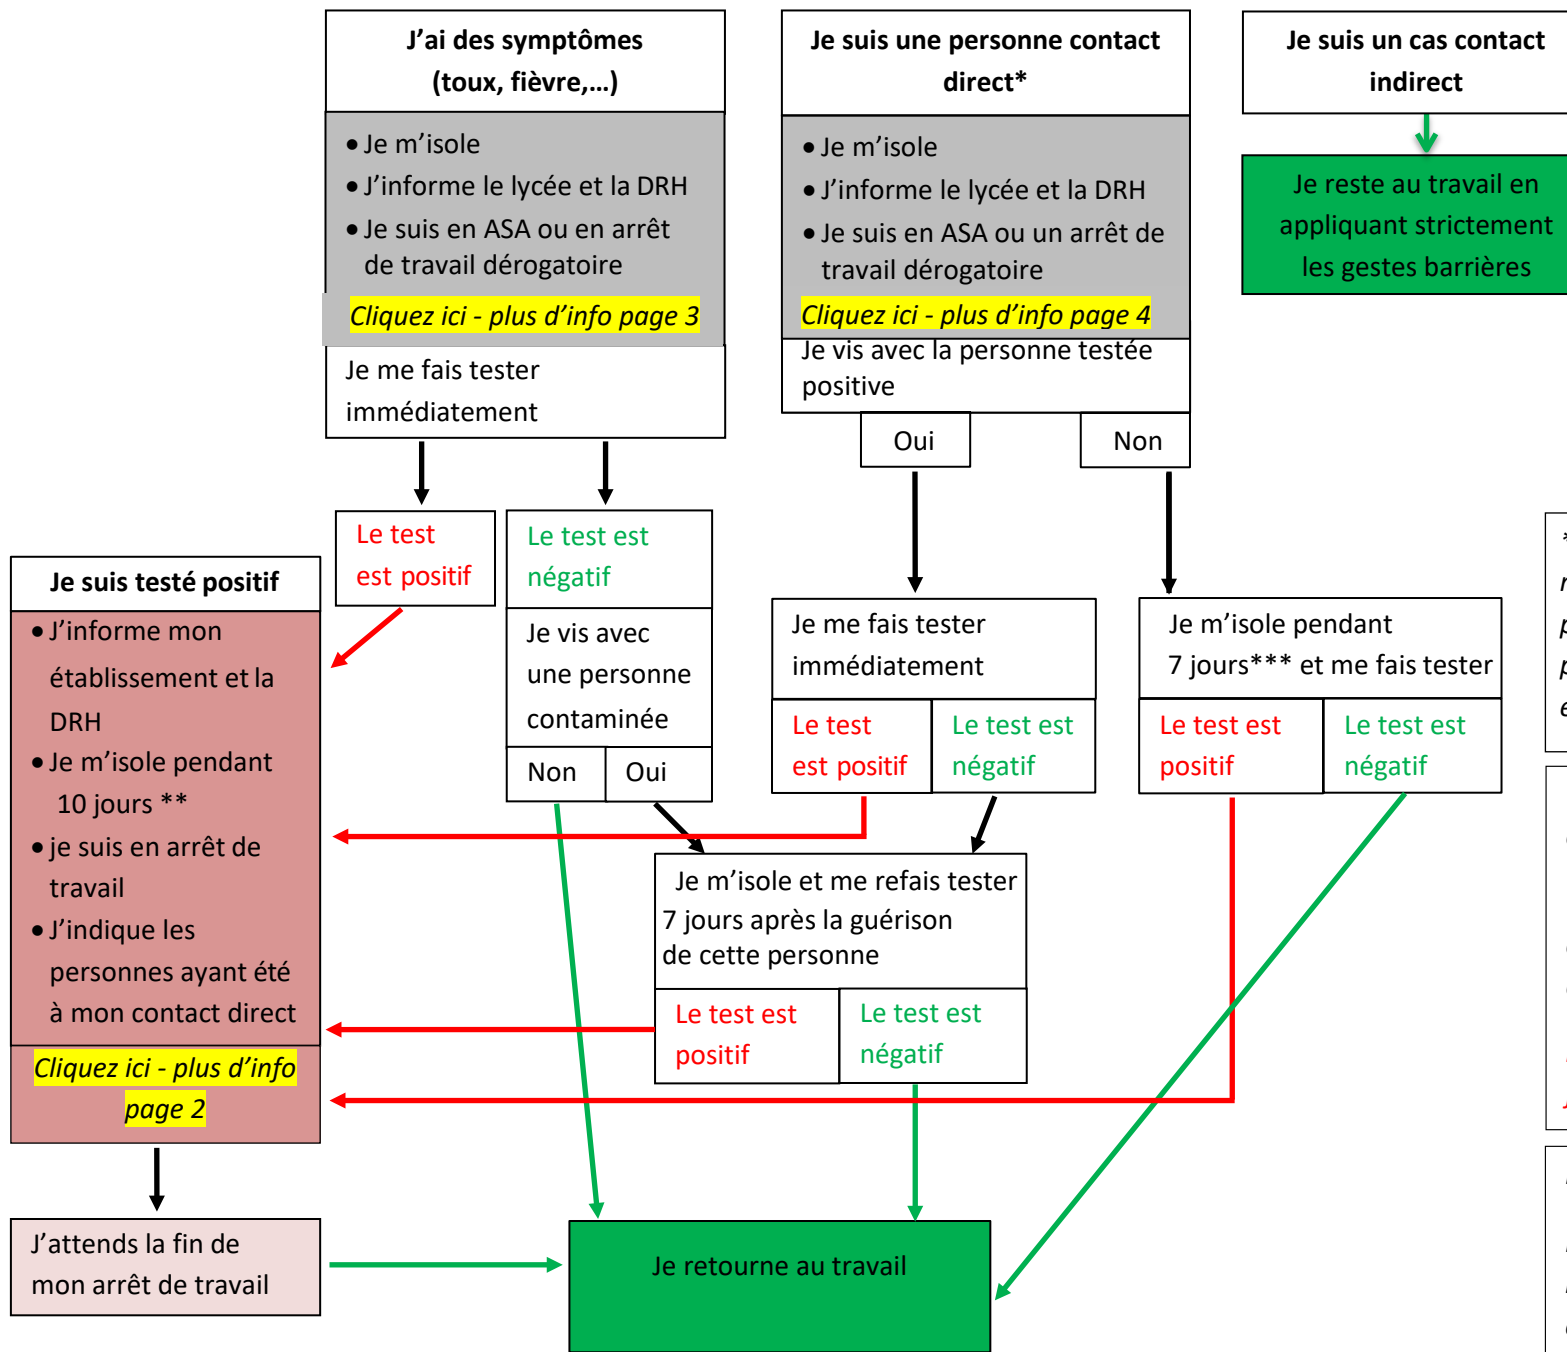 J'ai des symptômes
(toux, fièvre,…)
• Je m'isole
• J'informe le lycée et la DRH
• Je suis en ASA ou en arrêt
de travail dérogatoire
Cliquez ici - plus d'info page 3
Je me fais tester
immédiatement
Je suis une personne contact
direct*
• Je m'isole
• J'informe le lycée et la DRH
• Je suis en ASA ou un arrêt de
travail dérogatoire
Cliquez ici - plus d'info page 4
Je vis avec la personne testée
positive
Oui
Non
Je suis un cas contact
indirect
Je reste au travail en
appliquant strictement
les gestes barrières
Le test
est positif
Le test est
négatif
Je vis avec
une personne
contaminée
Non
Oui
Je me fais tester
immédiatement
Le test
est positif
Le test est
négatif
Je m'isole pendant
7 jours*** et me fais tester
Le test est
positif
Le test est
négatif
Je suis testé positif
• J'informe mon
établissement et la
DRH
• Je m'isole pendant
10 jours **
• je suis en arrêt de
travail
• J'indique les
personnes ayant été
à mon contact direct
Cliquez ici - plus d'info
page 2
Je m'isole et me refais tester
7 jours après la guérison
de cette personne
Le test est
positif
Le test est
négatif
J'attends la fin de
mon arrêt de travail
Je retourne au travail